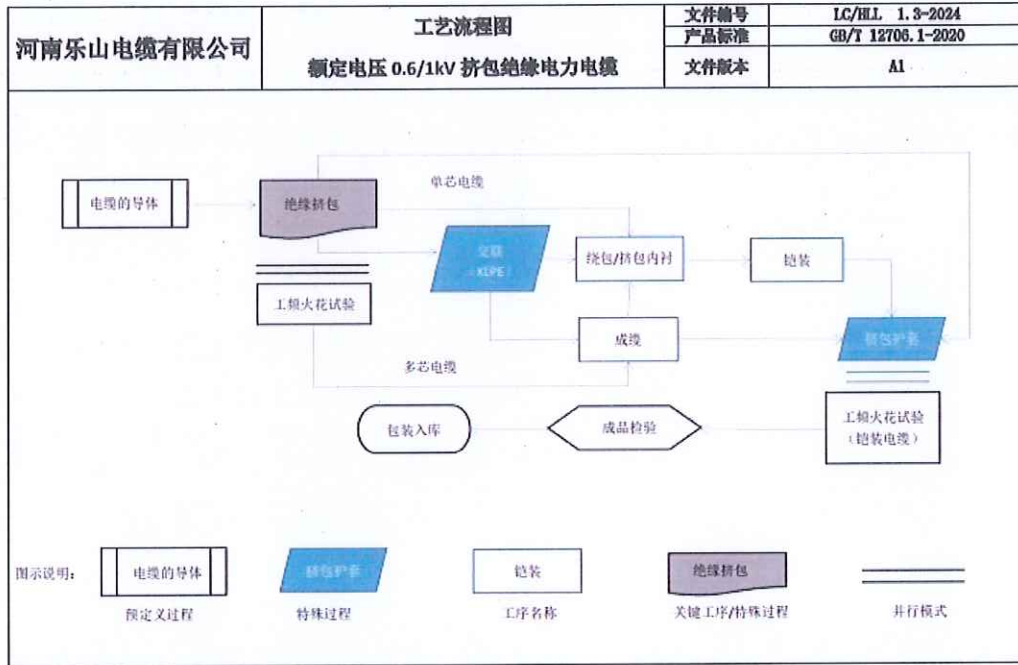 河南乐山电缆有限公司
工艺流程图
额定电压 0.6/1kV 挤包绝缘电力电缆
文件编号 LC/HLL 1.3-2024
产品标准 GB/T 12706.1-2020
文件版本 A1
单芯电缆
电缆的导体
绝缘挤包
交联
(XLPE)
绕包/挤包内衬
铠装
工频火花试验
成缆
挤包护套
多芯电缆
包装入库
成品检验
工频火花试验
(铠装电缆)
图示说明:
电缆的导体
挤包护套
铠装
绝缘挤包
预定义过程
特殊过程
工序名称
关键工序/特殊过程
并行模式